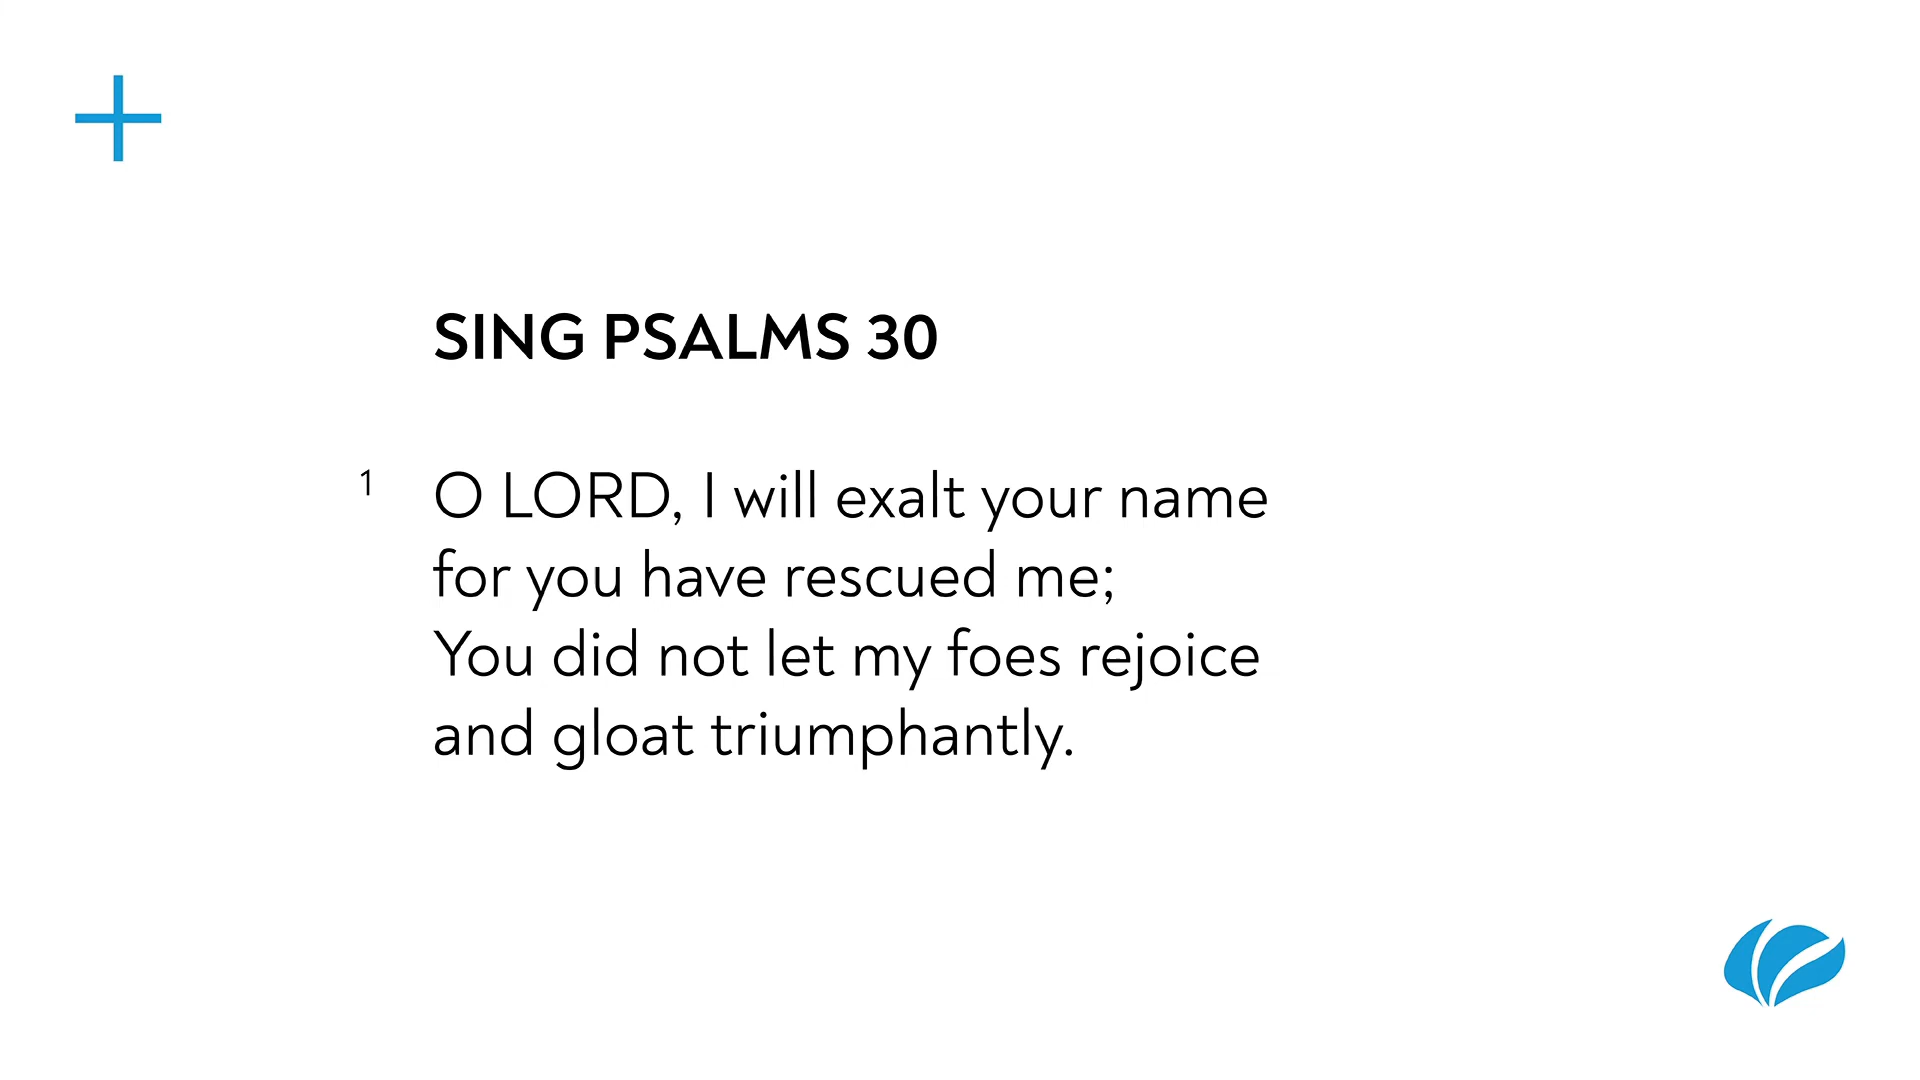 SING PSALMS 30
1 O LORD, I will exalt your name
for you have rescued me;
You did not let my foes rejoice
and gloat triumphantly.